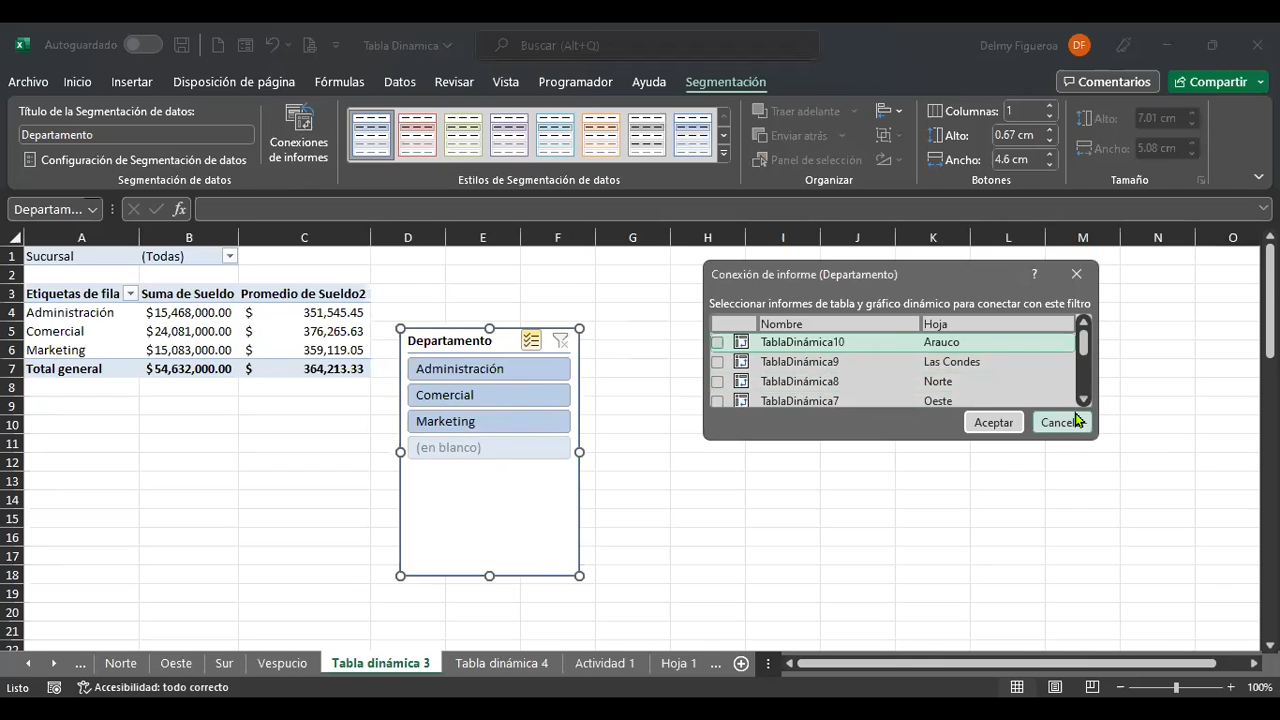 Autoguardado Tabla Dinamica Buscar (Alt+Q) Delmy Figueroa DF
Archivo Inicio Insertar Disposición de página Fórmulas Datos Revisar Vista Programador Ayuda Segmentación Comentarios Compartir
Título de la Segmentación de datos:
Departamento
Configuración de Segmentación de datos
Segmentación de datos
Conexiones de informes
Estilos de Segmentación de datos
Traer adelante
Enviar atrás
Panel de selección
Organizar
Columnas: 1
Alto: 0.67 cm
Ancho: 4.6 cm
Botones
Alto: 7.01 cm
Ancho: 5.08 cm
Tamaño
Departam... fx
A B C D E F G H I J K L M N O
1 Sucursal (Todas)
2
3 Etiquetas de fila Suma de Sueldo Promedio de Sueldo2
4 Administración $15,468,000.00 $ 351,545.45
5 Comercial $24,081,000.00 $ 376,265.63
6 Marketing $15,083,000.00 $ 359,119.05
7 Total general $54,632,000.00 $ 364,213.33
8
9
10
11
12
13
14
15
16
17
18
19
20
21
Departamento
Administración
Comercial
Marketing
(en blanco)
Conexión de informe (Departamento) ?
Seleccionar informes de tabla y gráfico dinámico para conectar con este filtro
Nombre Hoja
TablaDinámica10 Arauco
TablaDinámica9 Las Condes
TablaDinámica8 Norte
TablaDinámica7 Oeste
Aceptar
... Norte Oeste Sur Vespucio Tabla dinámica 3 Tabla dinámica 4 Actividad 1 Hoja 1 ...
Listo Accesibilidad: todo correcto 100%